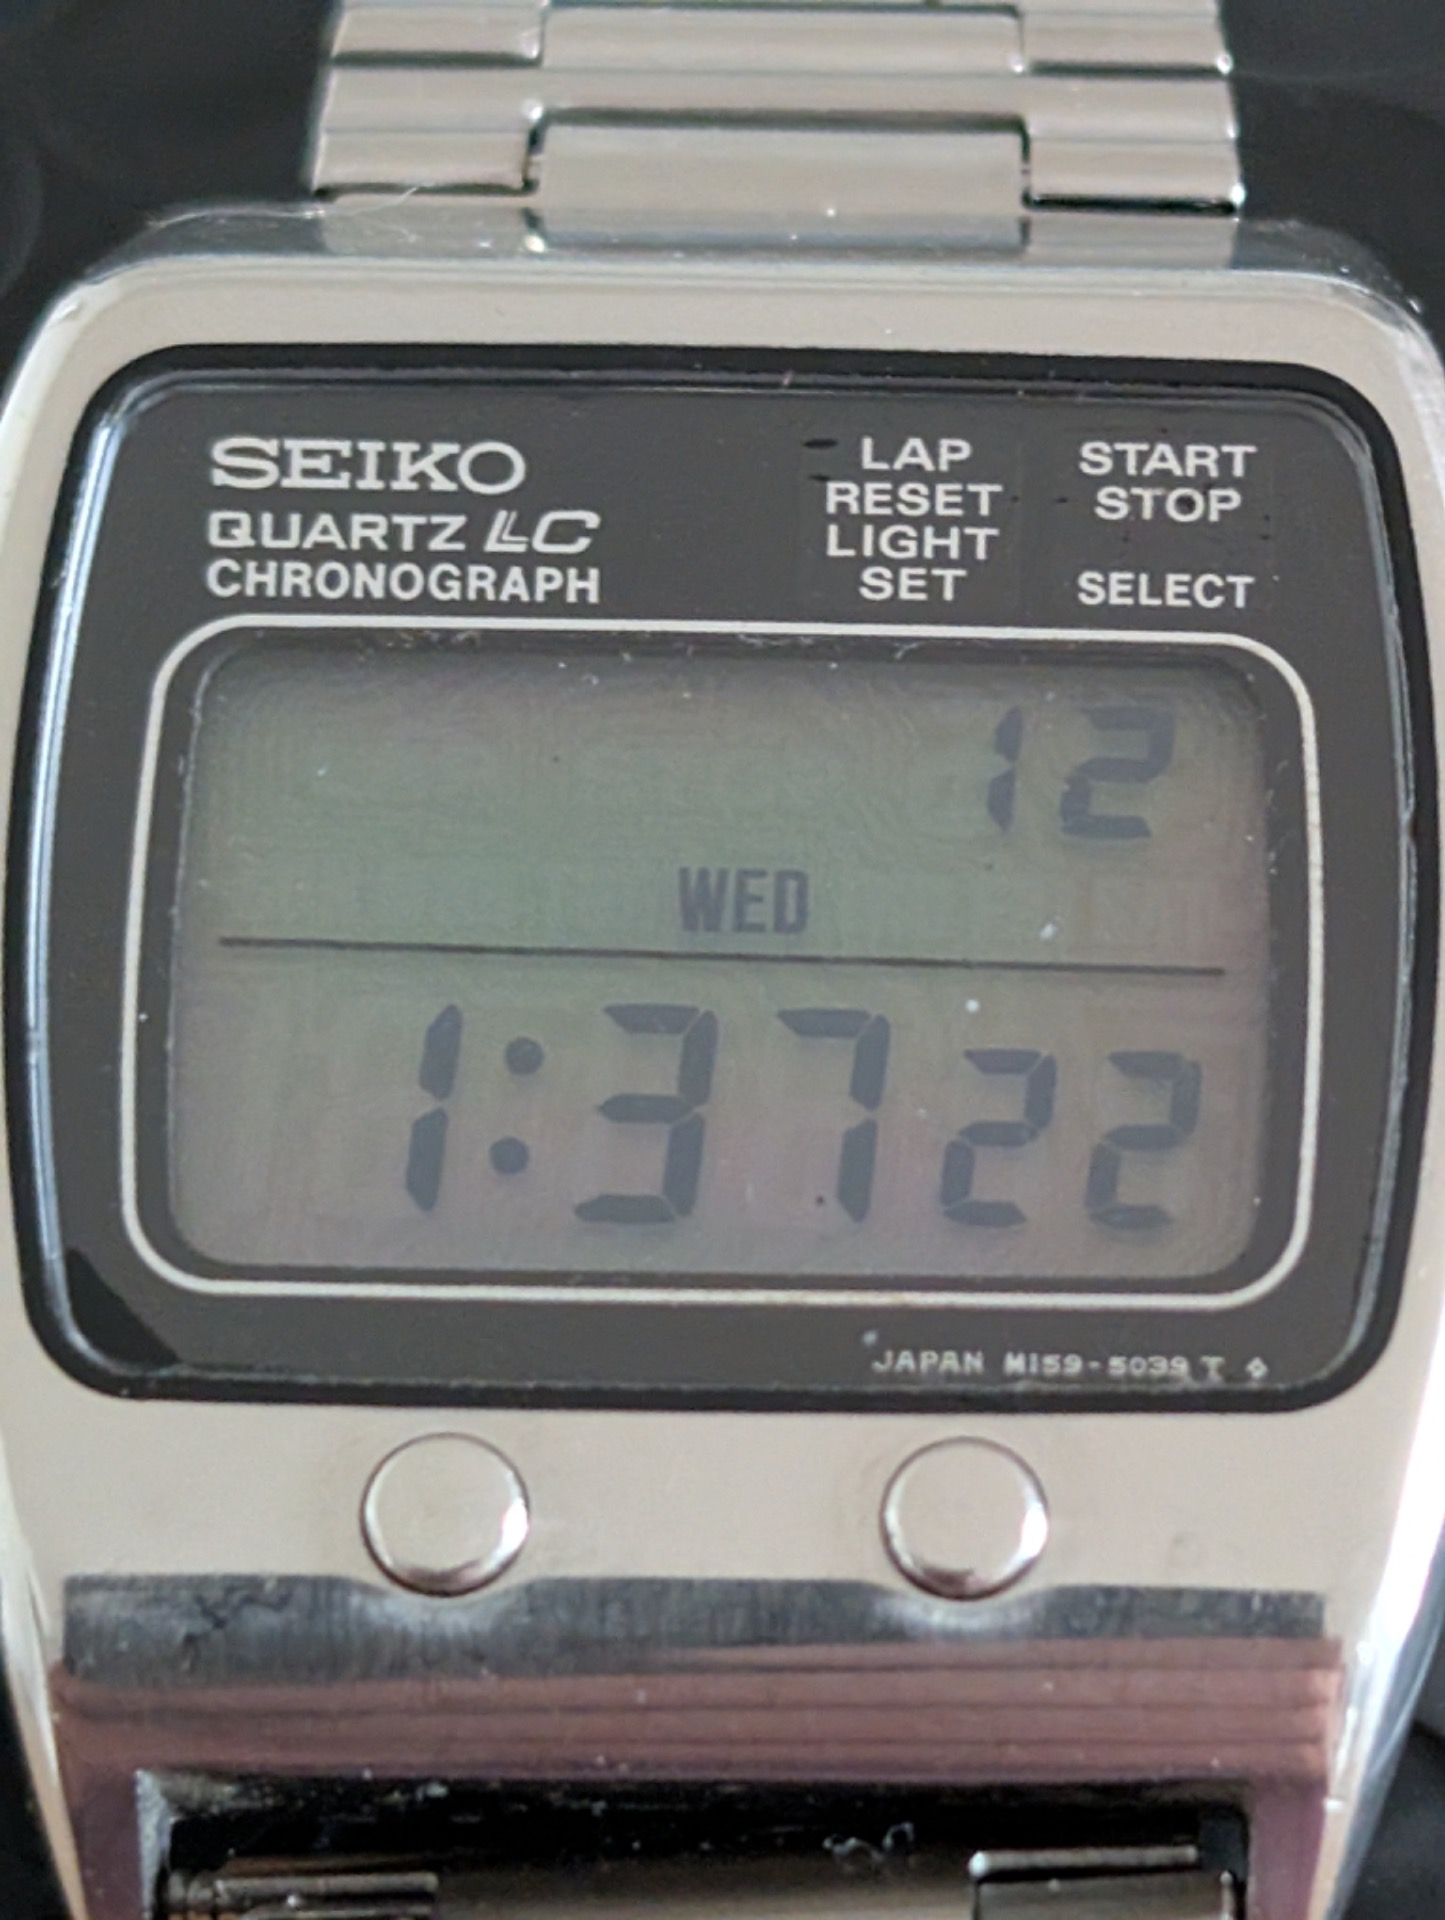 SEIKO
QUARTZ LC
CHRONOGRAPH
LAP
RESET
LIGHT
SET
START
STOP
SELECT
12
WED
1:37 22
JAPAN M159-5039 T